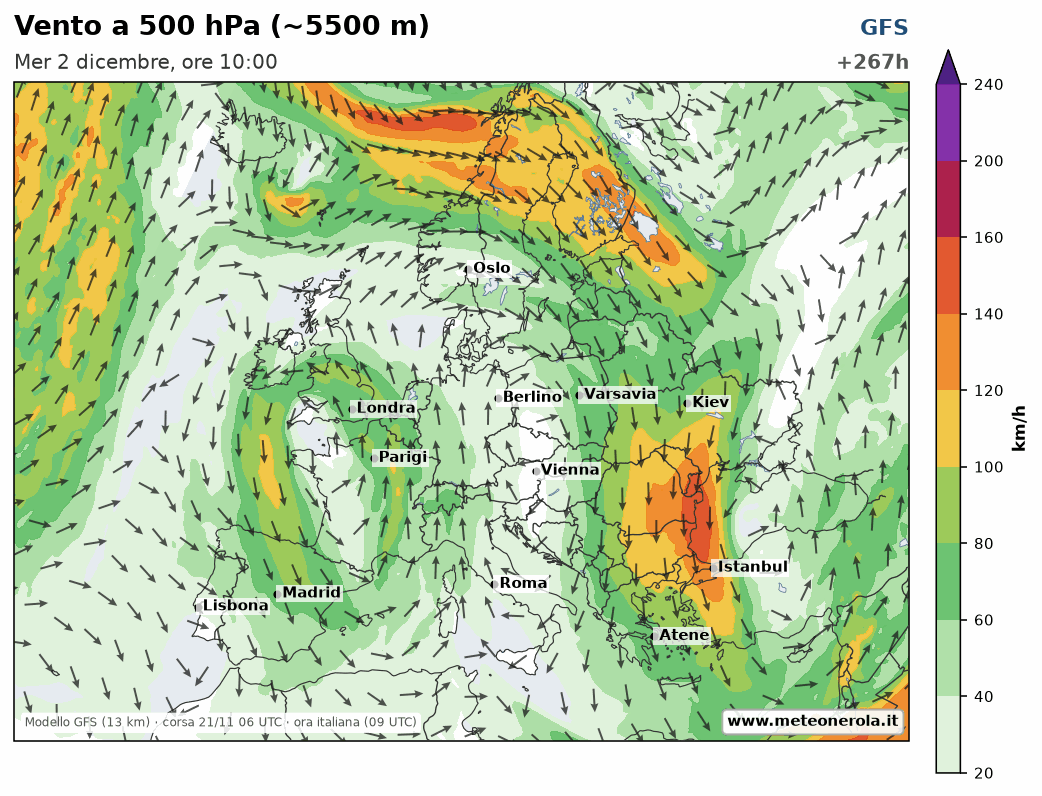 Vento a 500 hPa (~5500 m)
GFS
Mer 2 dicembre, ore 10:00
+267h
240
200
160
140
120
100
80
60
40
20
km/h
Oslo
Berlino
Varsavia
Kiev
Londra
Parigi
Vienna
Istanbul
Roma
Madrid
Lisbona
Atene
Modello GFS (13 km) · corsa 21/11 06 UTC · ora italiana (09 UTC)
www.meteonerola.it